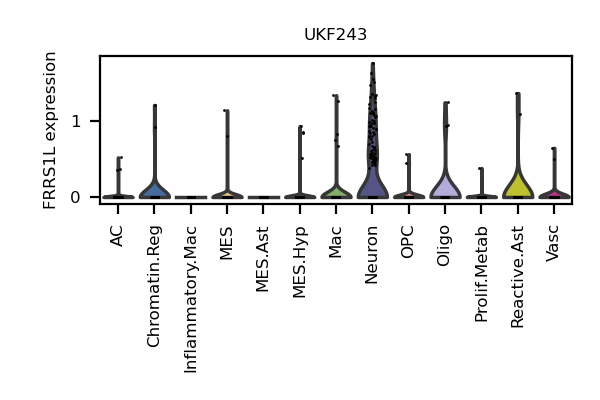 UKF243
FRRS1L expression
1
0
AC
Chromatin.Reg
Inflammatory.Mac
MES
MES.Ast
MES.Hyp
Mac
Neuron
OPC
Oligo
Prolif.Metab
Reactive.Ast
Vasc